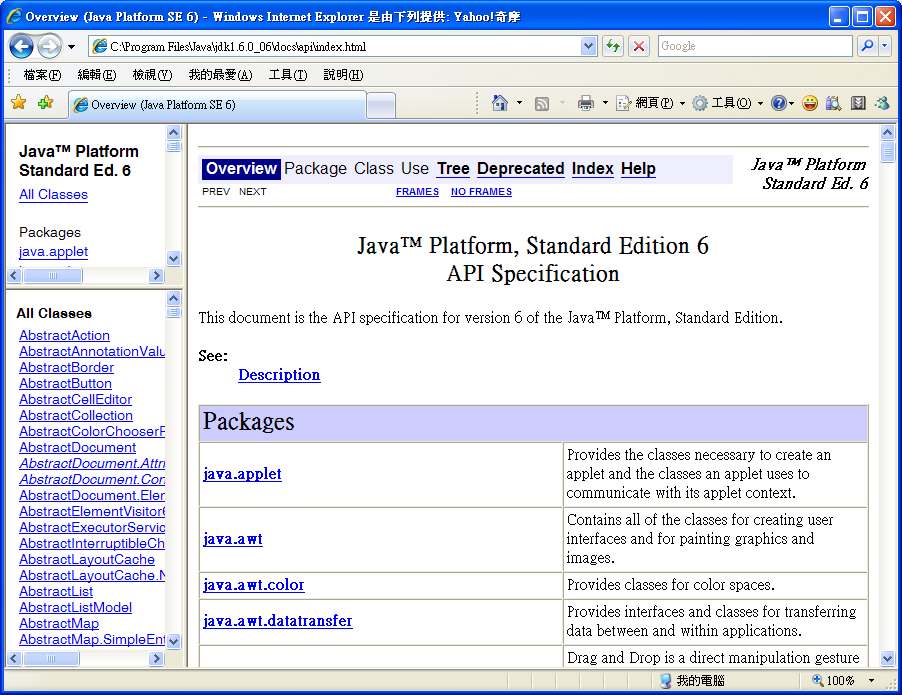 Overview (Java Platform SE 6) - Windows Internet Explorer 是由下列提供: Yahoo!奇摩
C:\Program Files\Java\jdk1.6.0_06\docs\api\index.html
Google
檔案(F) 編輯(E) 檢視(V) 我的最愛(A) 工具(T) 說明(H)
Overview (Java Platform SE 6)
網頁(P) 工具(O)
Java™ Platform
Standard Ed. 6
All Classes
Packages
java.applet
All Classes
AbstractAction
AbstractAnnotationValu
AbstractBorder
AbstractButton
AbstractCellEditor
AbstractCollection
AbstractColorChooserP
AbstractDocument
AbstractDocument.Attri
AbstractDocument.Con
AbstractDocument.Elen
AbstractElementVisitor6
AbstractExecutorServic
AbstractInterruptibleCh
AbstractLayoutCache
AbstractLayoutCache.N
AbstractList
AbstractListModel
AbstractMap
AbstractMap.SimpleEnt
Overview Package Class Use Tree Deprecated Index Help
PREV NEXT FRAMES NO FRAMES
Java™ Platform
Standard Ed. 6
Java™ Platform, Standard Edition 6
API Specification
This document is the API specification for version 6 of the Java™ Platform, Standard Edition.
See:
Description
Packages
java.applet
Provides the classes necessary to create an
applet and the classes an applet uses to
communicate with its applet context.
java.awt
Contains all of the classes for creating user
interfaces and for painting graphics and
images.
java.awt.color
Provides classes for color spaces.
java.awt.datatransfer
Provides interfaces and classes for transferring
data between and within applications.
Drag and Drop is a direct manipulation gesture
我的電腦
100%